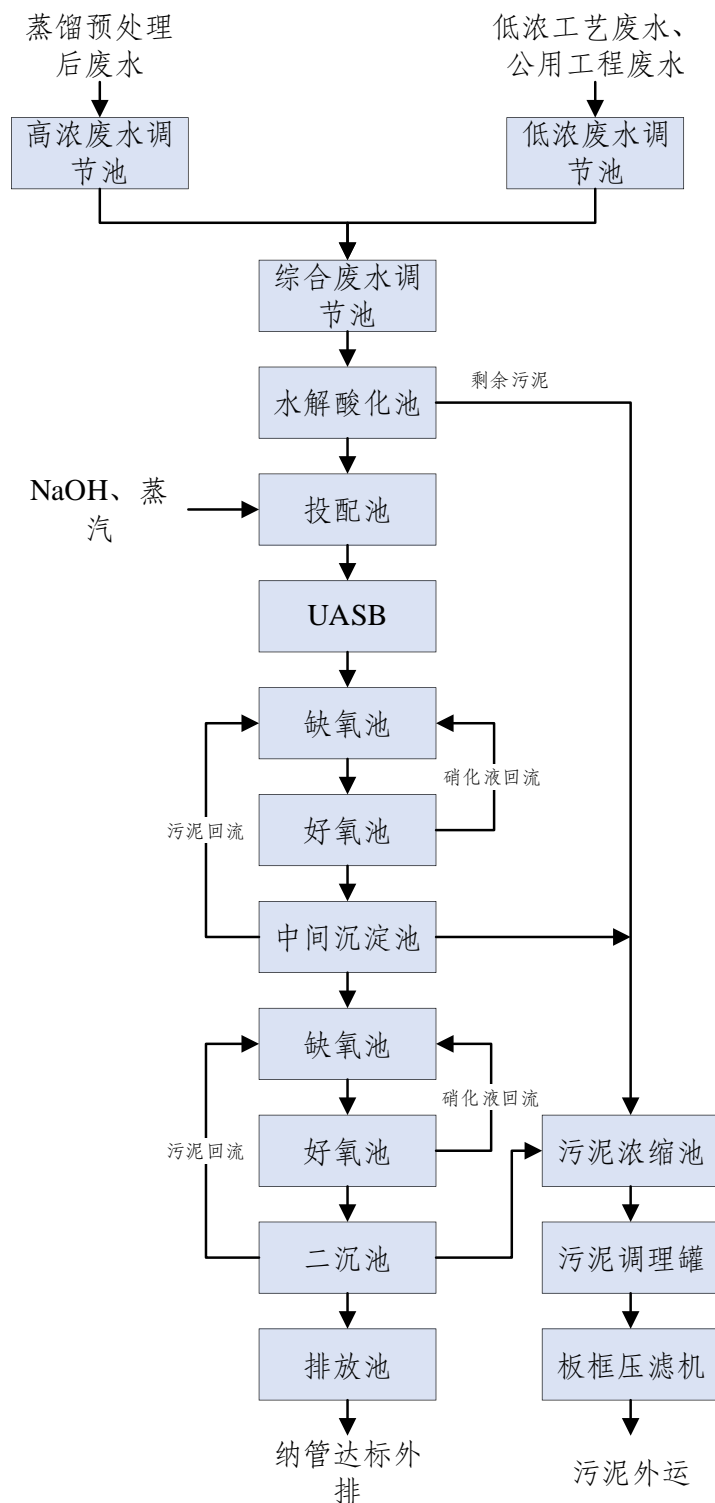 蒸馏预处理
后废水
低浓工艺废水、
公用工程废水
高浓废水调
节池
低浓废水调
节池
综合废水调
节池
水解酸化池
剩余污泥
NaOH、蒸
汽
投配池
UASB
缺氧池
硝化液回流
污泥回流
好氧池
中间沉淀池
缺氧池
硝化液回流
污泥回流
好氧池
污泥浓缩池
二沉池
污泥调理罐
排放池
板框压滤机
纳管达标外
排
污泥外运